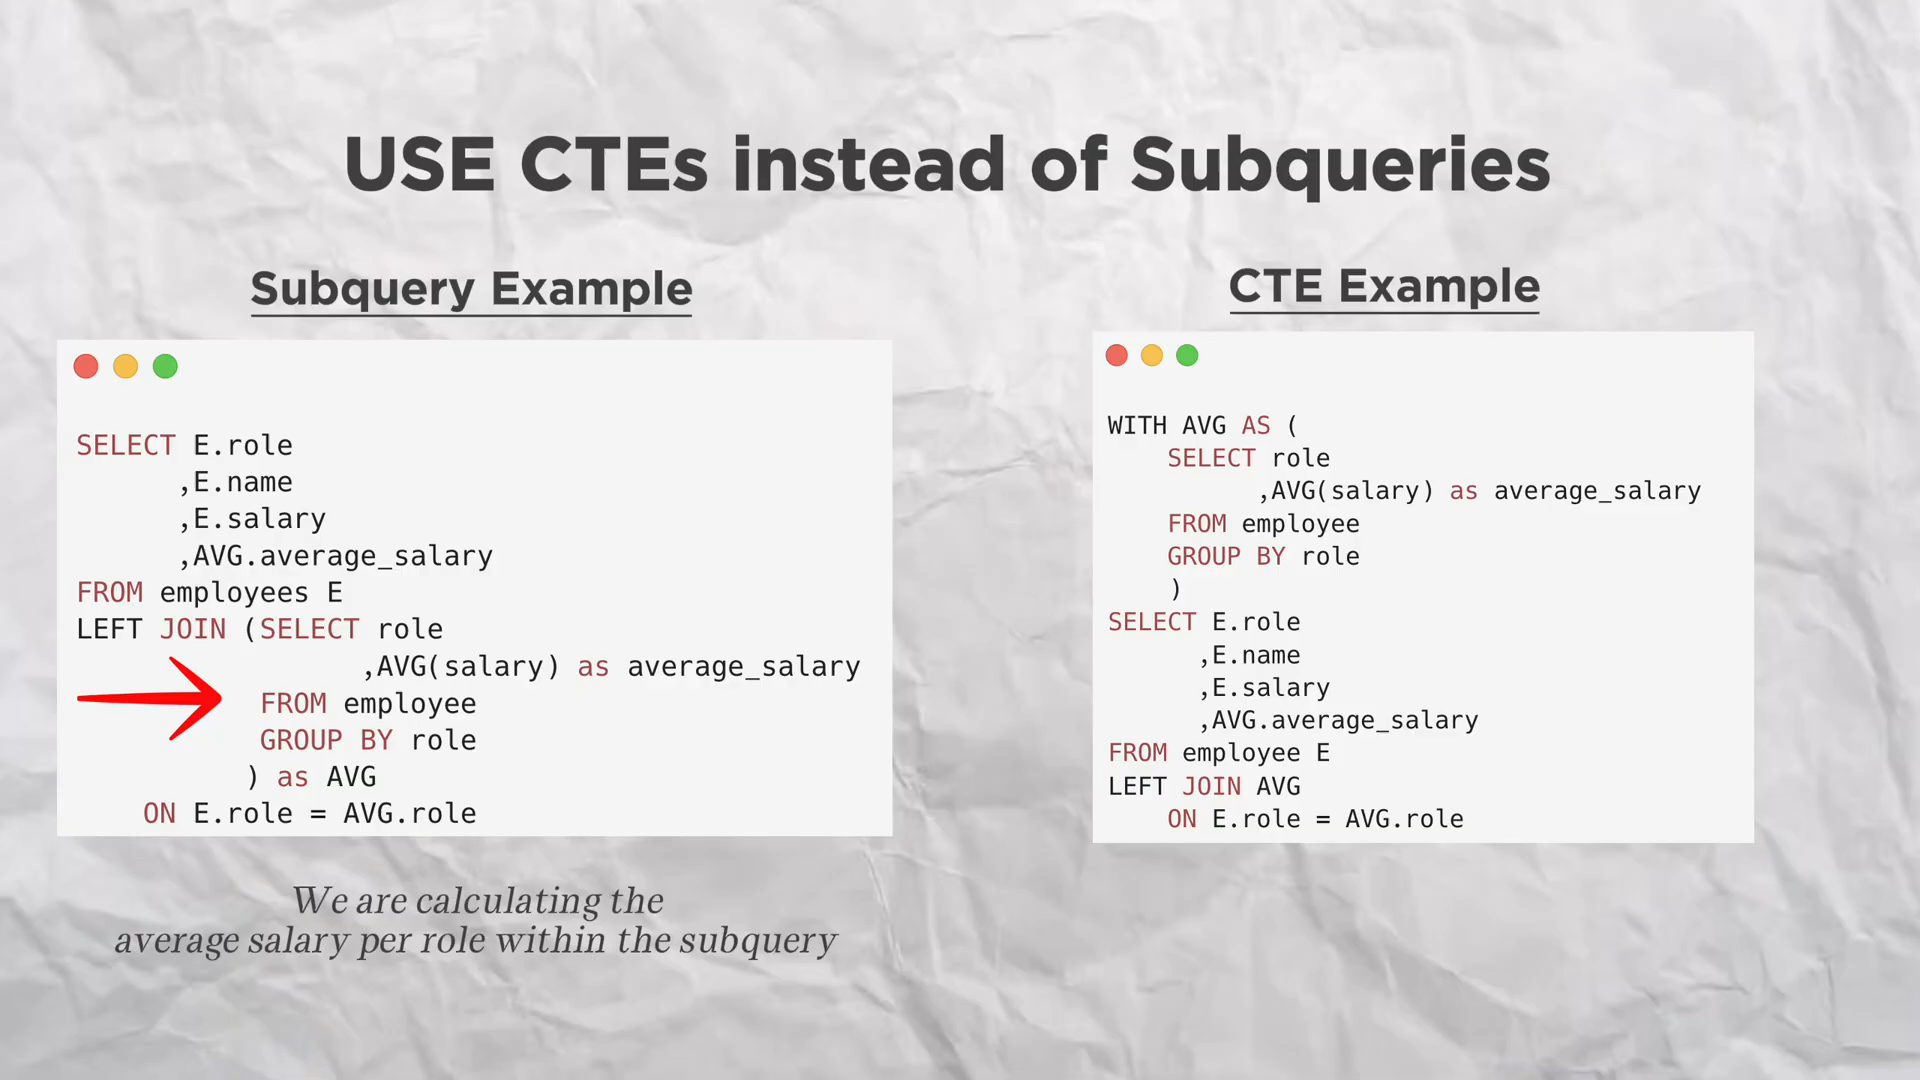 USE CTEs instead of Subqueries
Subquery Example
SELECT E.role
,E.name
,E.salary
,AVG.average_salary
FROM employees E
LEFT JOIN (SELECT role
,AVG(salary) as average_salary
FROM employee
GROUP BY role
) as AVG
ON E.role = AVG.role
We are calculating the
average salary per role within the subquery
CTE Example
WITH AVG AS (
SELECT role
,AVG(salary) as average_salary
FROM employee
GROUP BY role
)
SELECT E.role
,E.name
,E.salary
,AVG.average_salary
FROM employee E
LEFT JOIN AVG
ON E.role = AVG.role